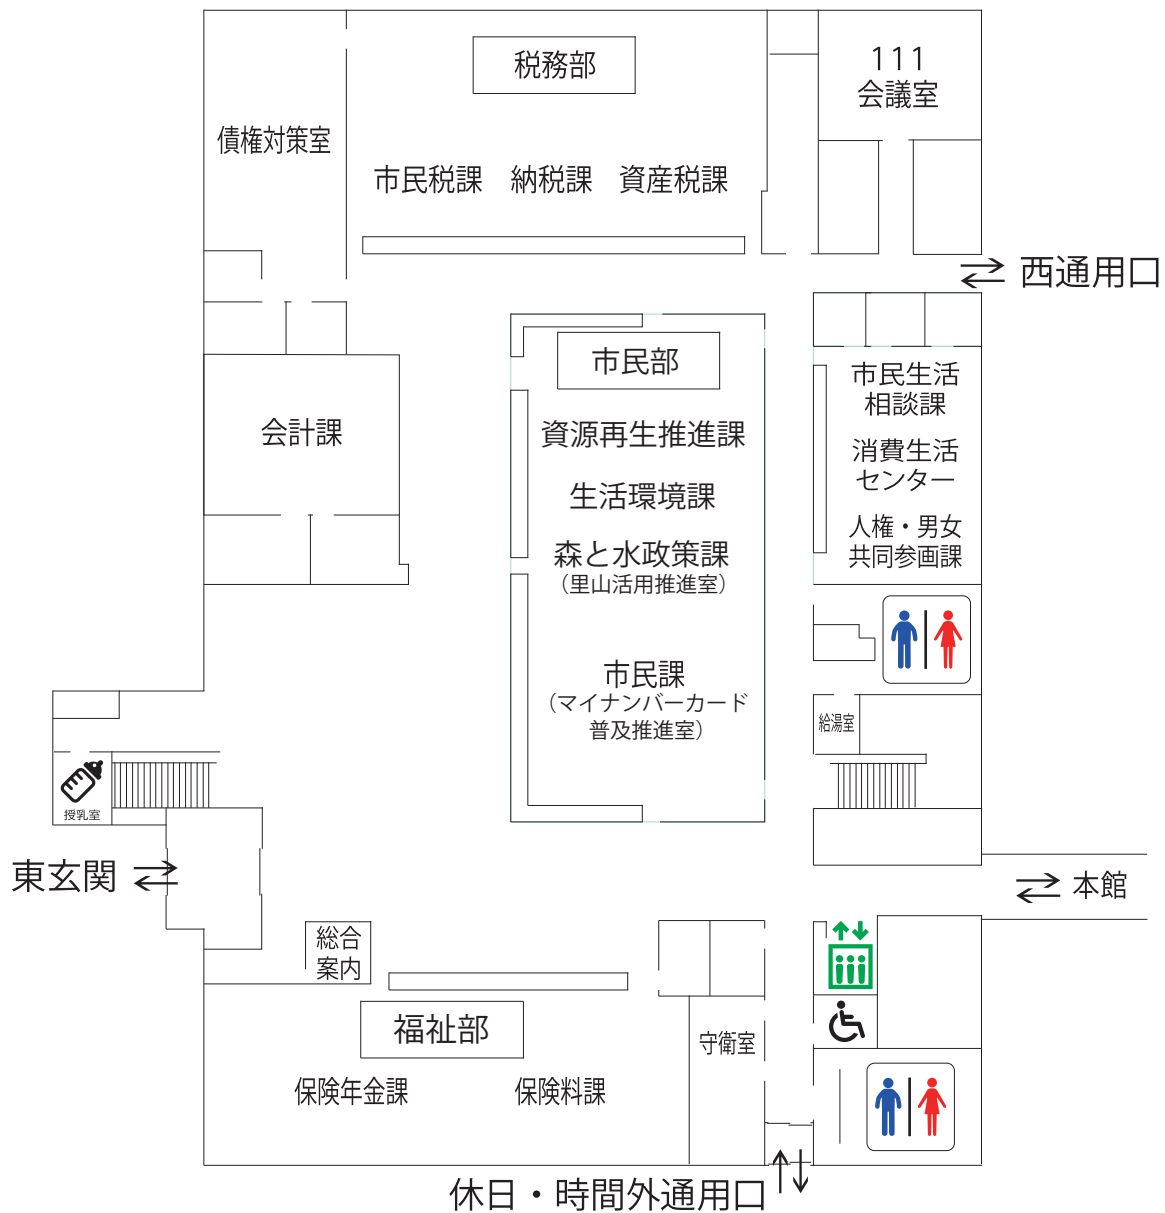 税務部
111
会議室
債権対策室
市民税課 納税課 資産税課
西通用口
市民部
市民生活
相談課
会計課
資源再生推進課
消費生活
センター
生活環境課
人権・男女
共同参画課
森と水政策課
（里山活用推進室）
市民課
（マイナンバーカード
普及推進室）
給湯室
授乳室
東玄関
本館
総合
案内
福祉部
守衛室
保険年金課 保険料課
休日・時間外通用口